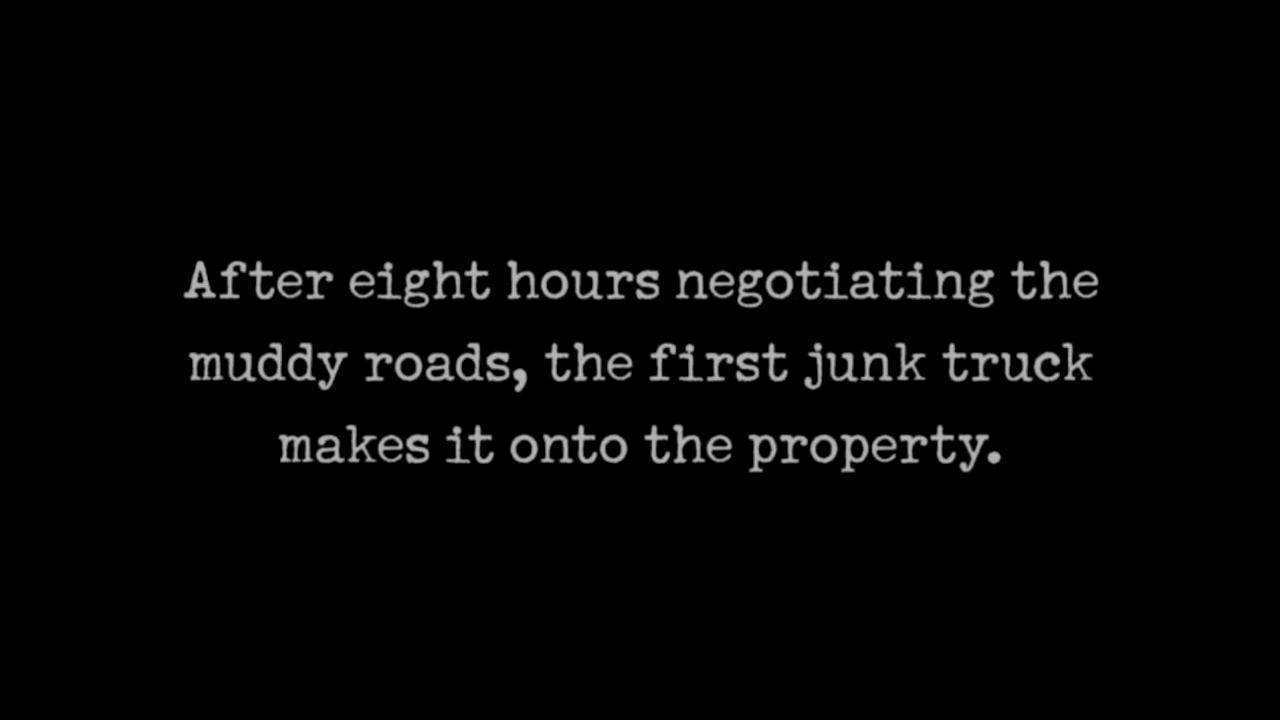 After eight hours negotiating the
muddy roads, the first junk truck
makes it onto the property.